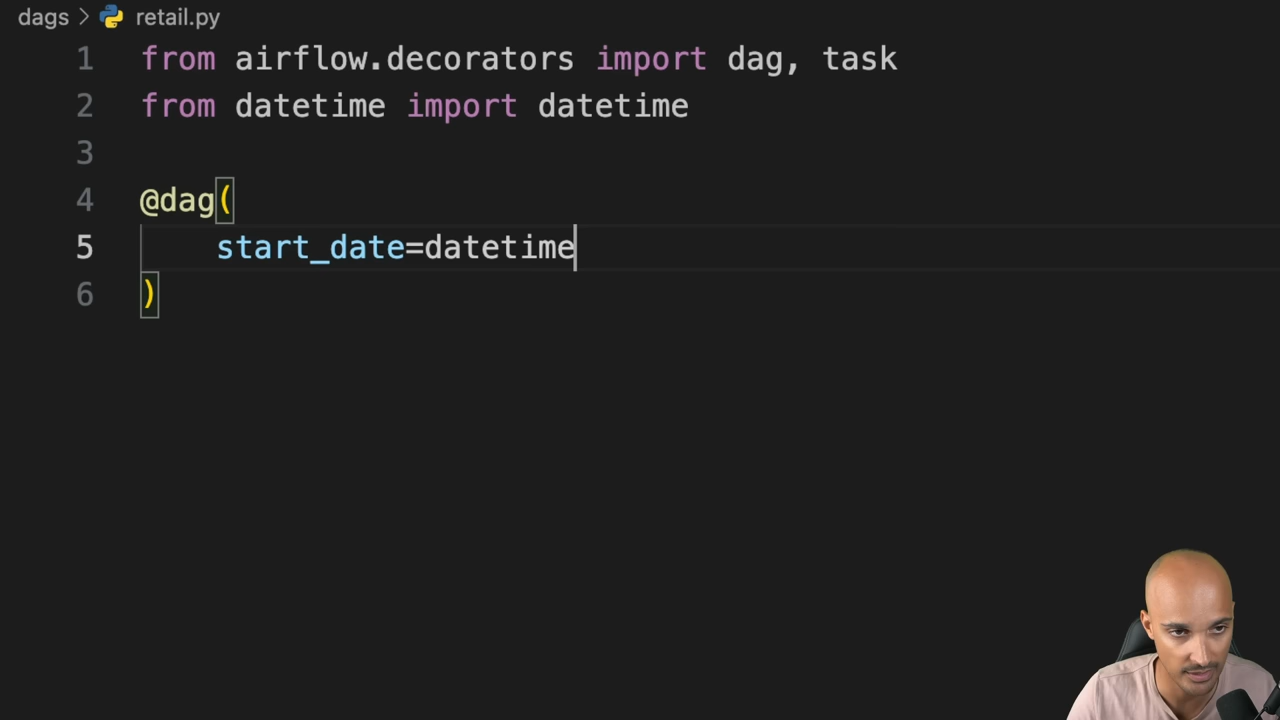 dags > retail.py
1 from airflow.decorators import dag, task
2 from datetime import datetime
3
4 @dag(
5     start_date=datetime
6 )